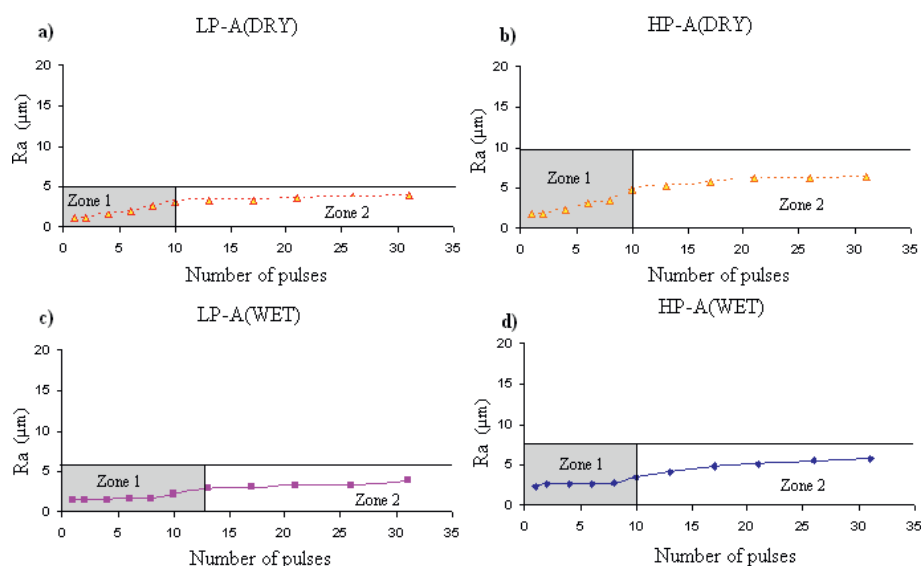 a)
LP-A(DRY)
20
15
10
5
0
Ra (µm)
Zone 1
Zone 2
0 5 10 15 20 25 30 35
Number of pulses
b)
HP-A(DRY)
20
15
10
5
0
Ra (µm)
Zone 1
Zone 2
0 5 10 15 20 25 30 35
Number of pulses
c)
LP-A(WET)
20
15
10
5
0
Ra (µm)
Zone 1
Zone 2
0 5 10 15 20 25 30 35
Number of pulses
d)
HP-A(WET)
20
15
10
5
0
Ra (µm)
Zone 1
Zone 2
0 5 10 15 20 25 30 35
Number of pulses